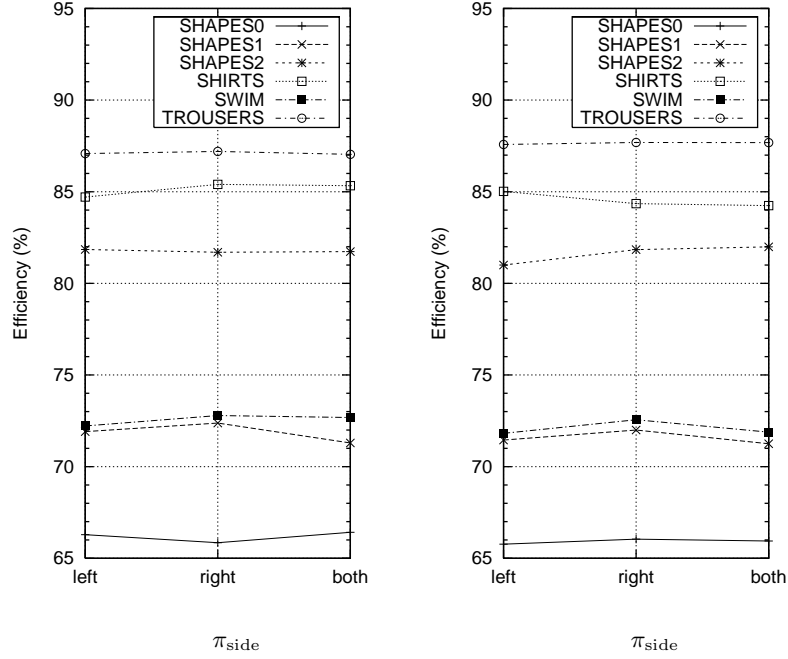 95
90
85
80
75
70
65
Efficiency (%)
SHAPES0
SHAPES1
SHAPES2
SHIRTS
SWIM
TROUSERS
left right both
π_side
95
90
85
80
75
70
65
Efficiency (%)
SHAPES0
SHAPES1
SHAPES2
SHIRTS
SWIM
TROUSERS
left right both
π_side